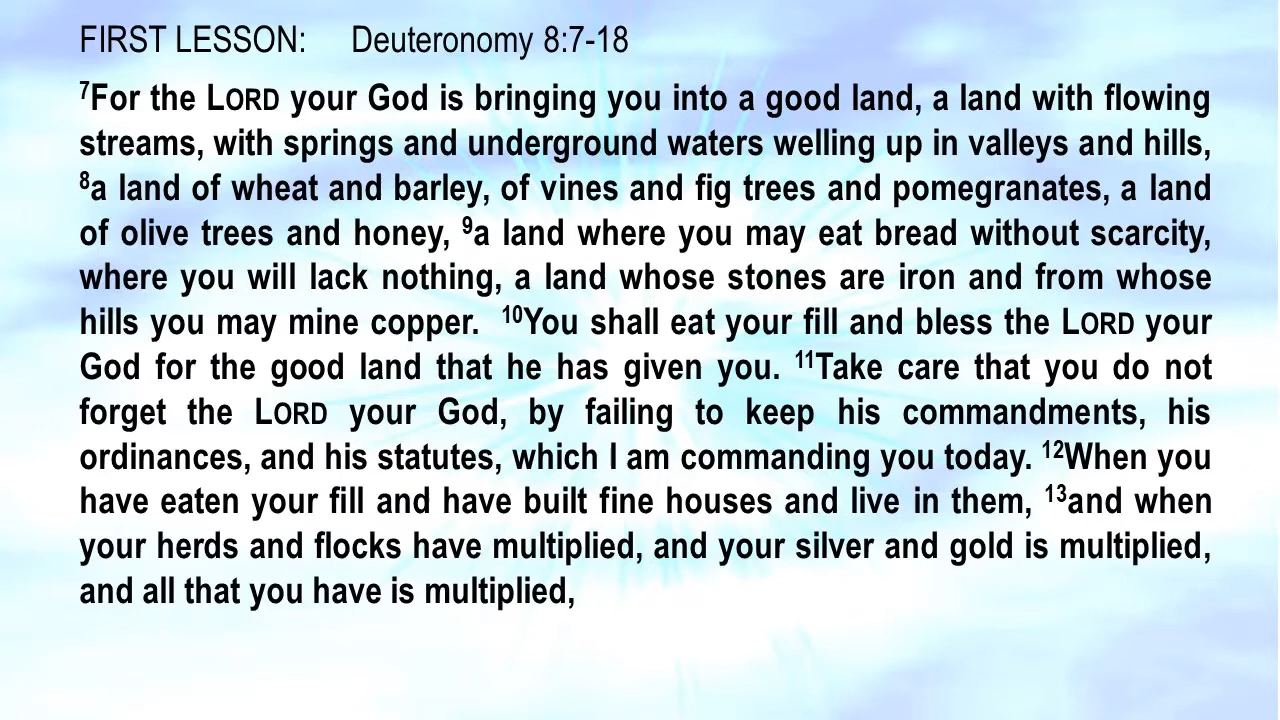 FIRST LESSON: Deuteronomy 8:7-18
7For the LORD your God is bringing you into a good land, a land with flowing
streams, with springs and underground waters welling up in valleys and hills,
8a land of wheat and barley, of vines and fig trees and pomegranates, a land
of olive trees and honey, 9a land where you may eat bread without scarcity,
where you will lack nothing, a land whose stones are iron and from whose
hills you may mine copper. 10You shall eat your fill and bless the LORD your
God for the good land that he has given you. 11Take care that you do not
forget the LORD your God, by failing to keep his commandments, his
ordinances, and his statutes, which I am commanding you today. 12When you
have eaten your fill and have built fine houses and live in them, 13and when
your herds and flocks have multiplied, and your silver and gold is multiplied,
and all that you have is multiplied,